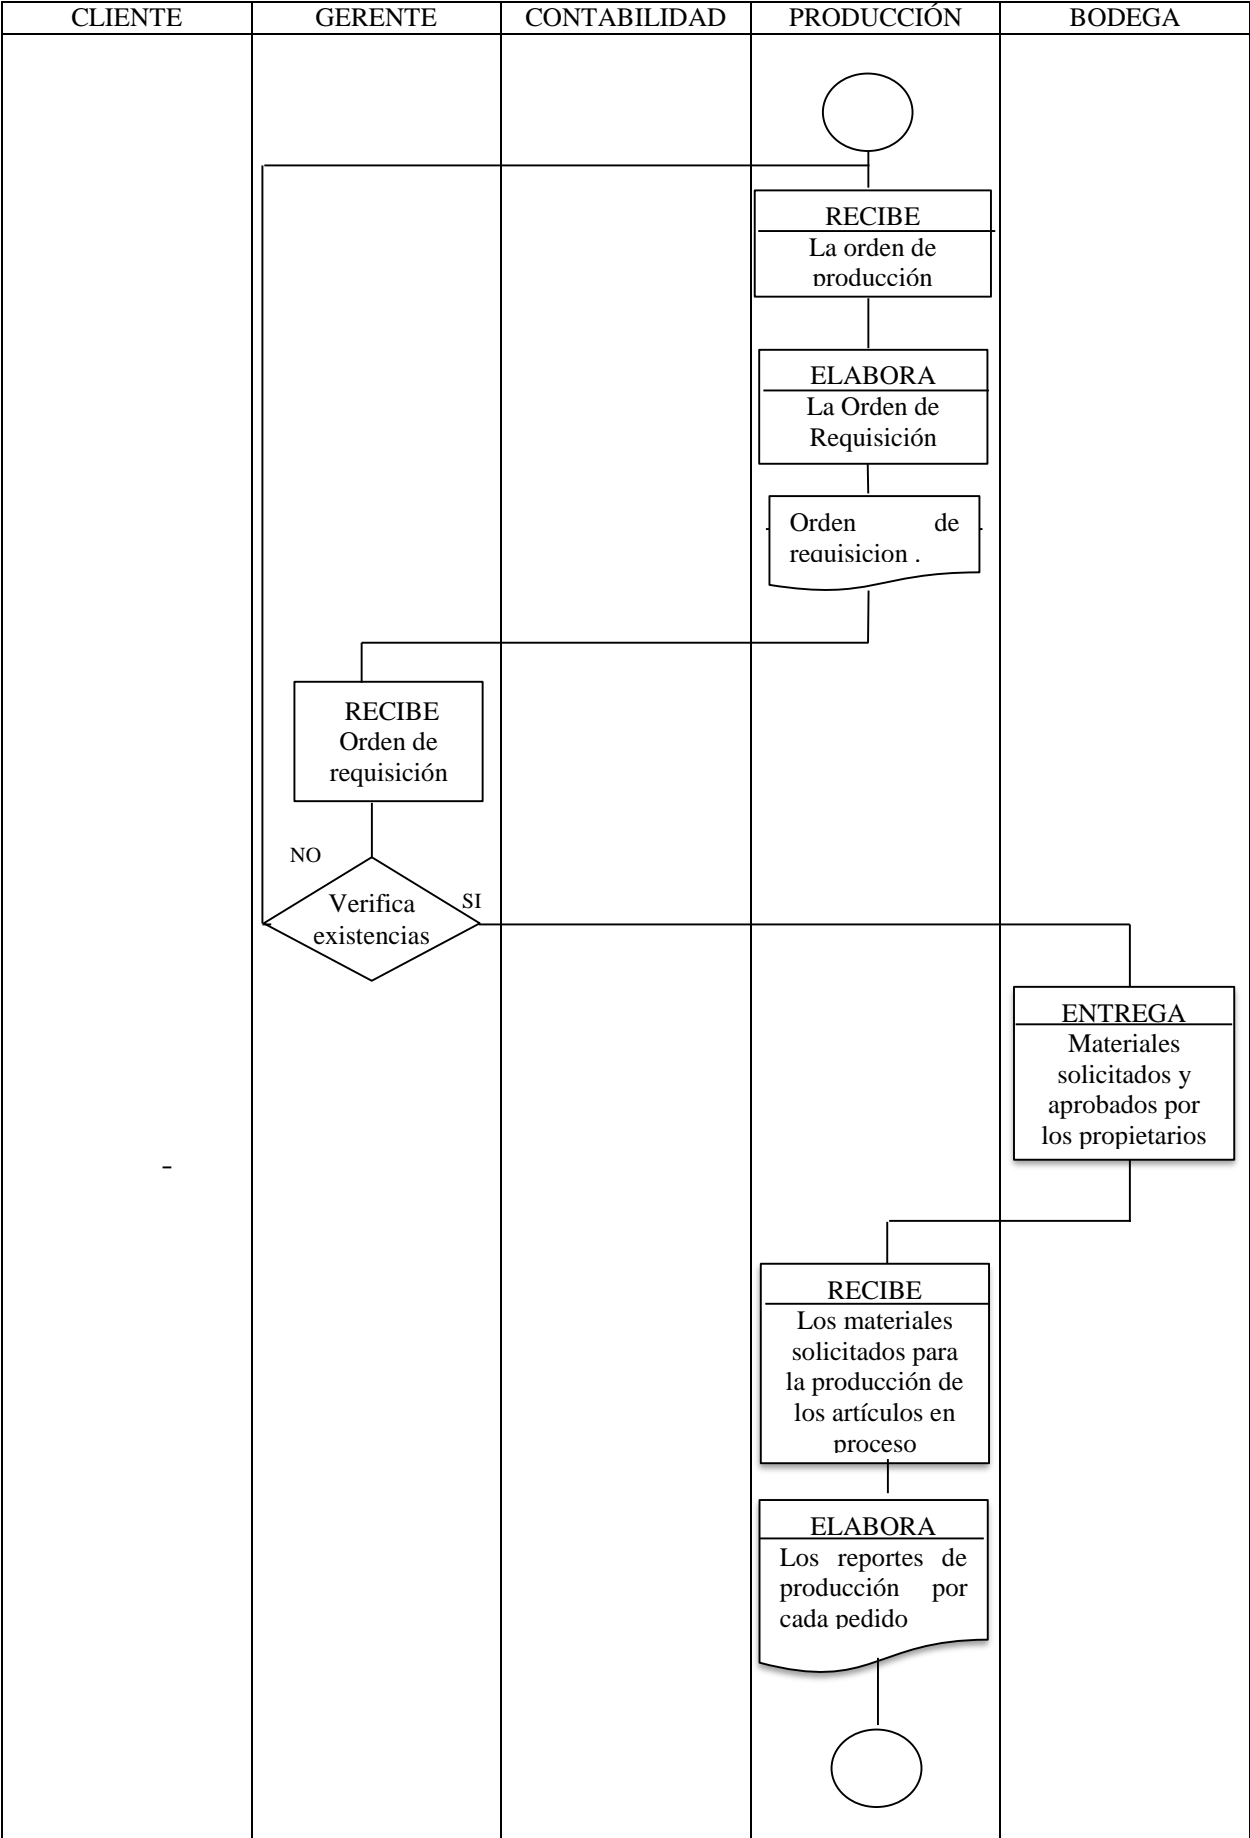 CLIENTE GERENTE CONTABILIDAD PRODUCCIÓN BODEGA
RECIBE
La orden de
producción
ELABORA
La Orden de
Requisición
Orden de
requisicion .
RECIBE
Orden de
requisición
NO
Verifica
existencias
SI
ENTREGA
Materiales
solicitados y
aprobados por
los propietarios
-
RECIBE
Los materiales
solicitados para
la producción de
los artículos en
proceso
ELABORA
Los reportes de
producción por
cada pedido